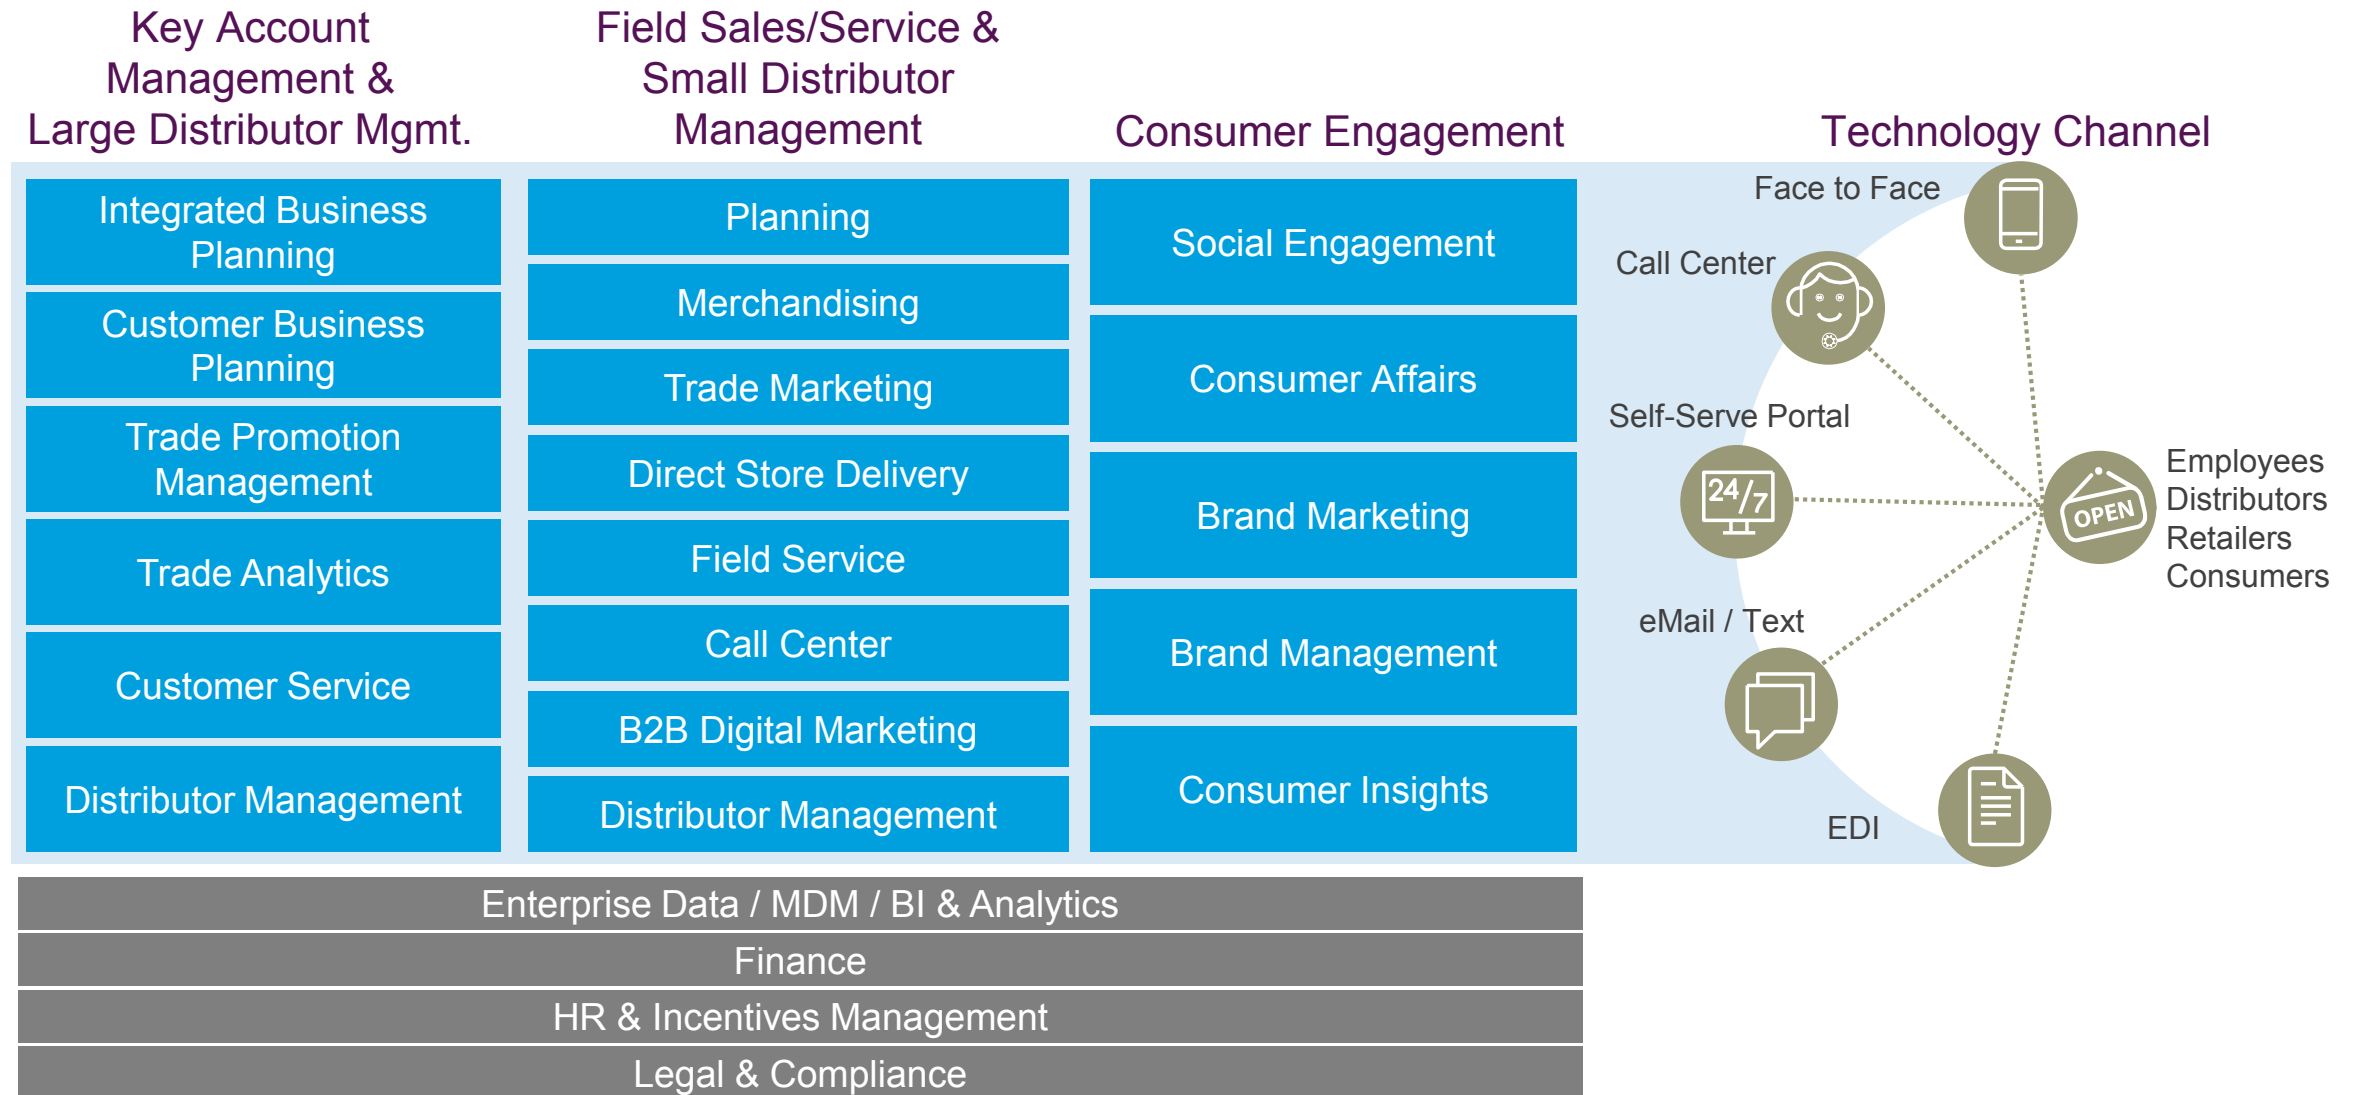 Key Account
Management &
Large Distributor Mgmt.
Field Sales/Service &
Small Distributor
Management
Consumer Engagement
Technology Channel
Integrated Business
Planning
Customer Business
Planning
Trade Promotion
Management
Trade Analytics
Customer Service
Distributor Management
Planning
Merchandising
Trade Marketing
Direct Store Delivery
Field Service
Call Center
B2B Digital Marketing
Distributor Management
Social Engagement
Consumer Affairs
Brand Marketing
Brand Management
Consumer Insights
Face to Face
Call Center
Self-Serve Portal
24/7
eMail / Text
EDI
OPEN
Employees
Distributors
Retailers
Consumers
Enterprise Data / MDM / BI & Analytics
Finance
HR & Incentives Management
Legal & Compliance